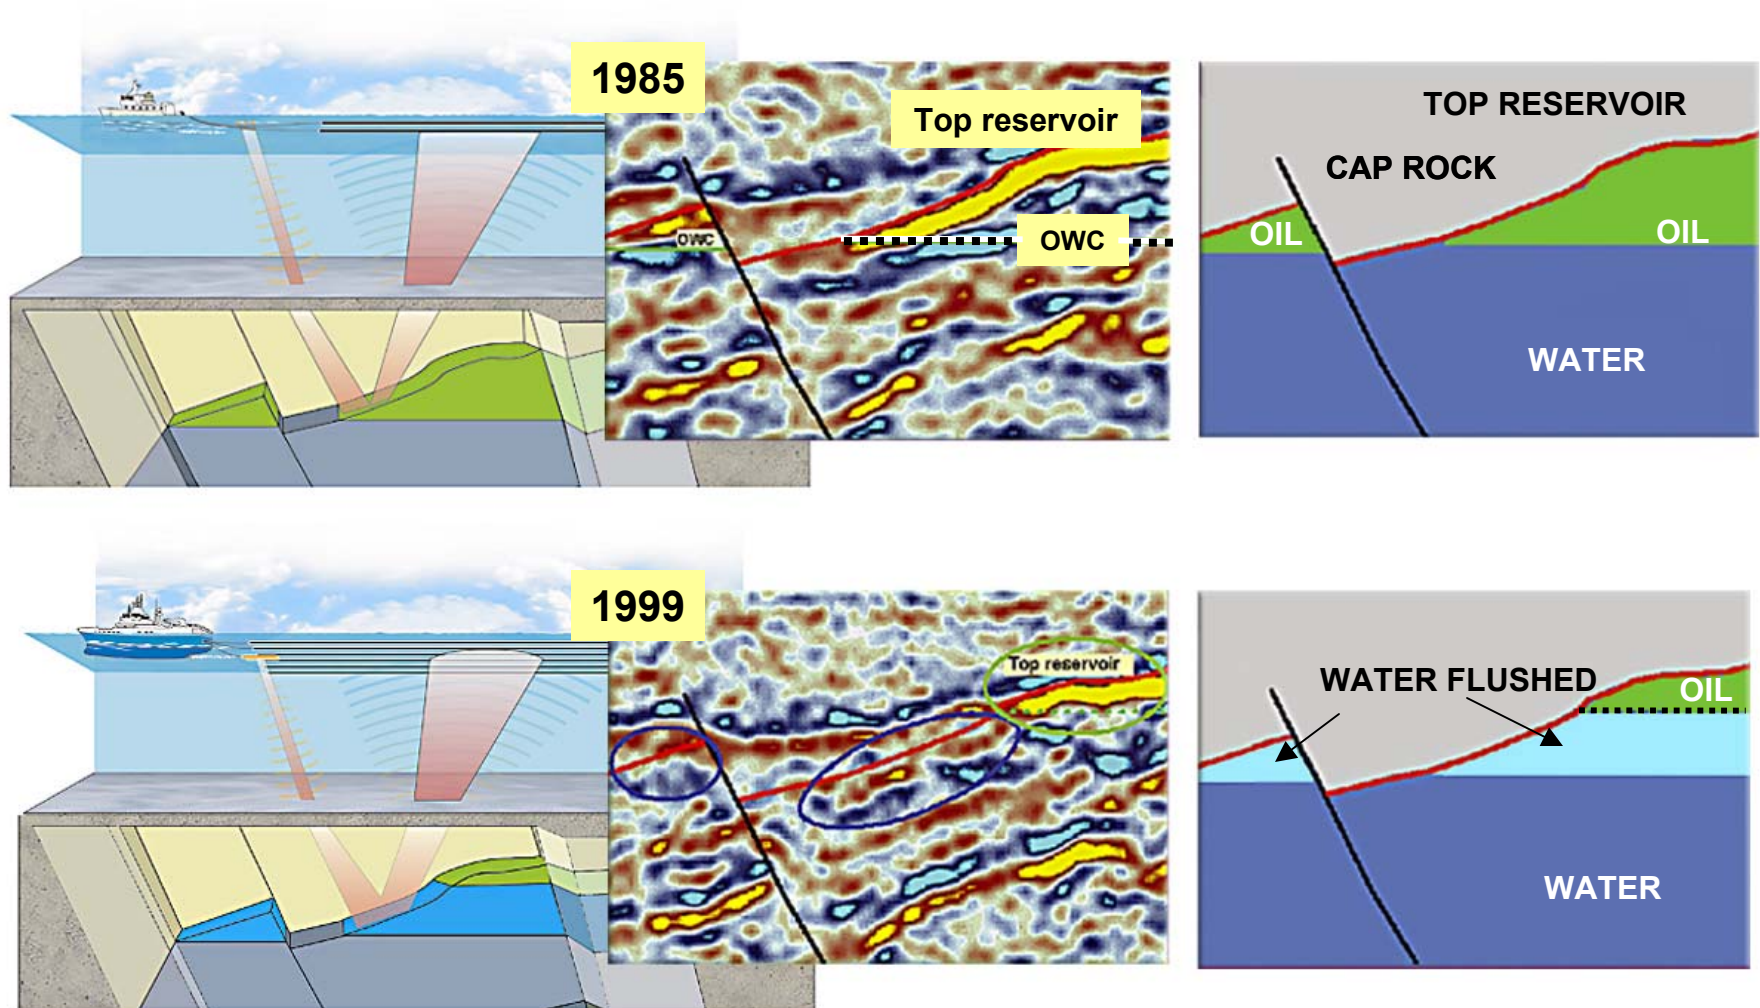 1985
Top reservoir
OWC
OWC
TOP RESERVOIR
CAP ROCK
OIL
OIL
WATER
1999
Top reservoir
WATER FLUSHED
OIL
WATER